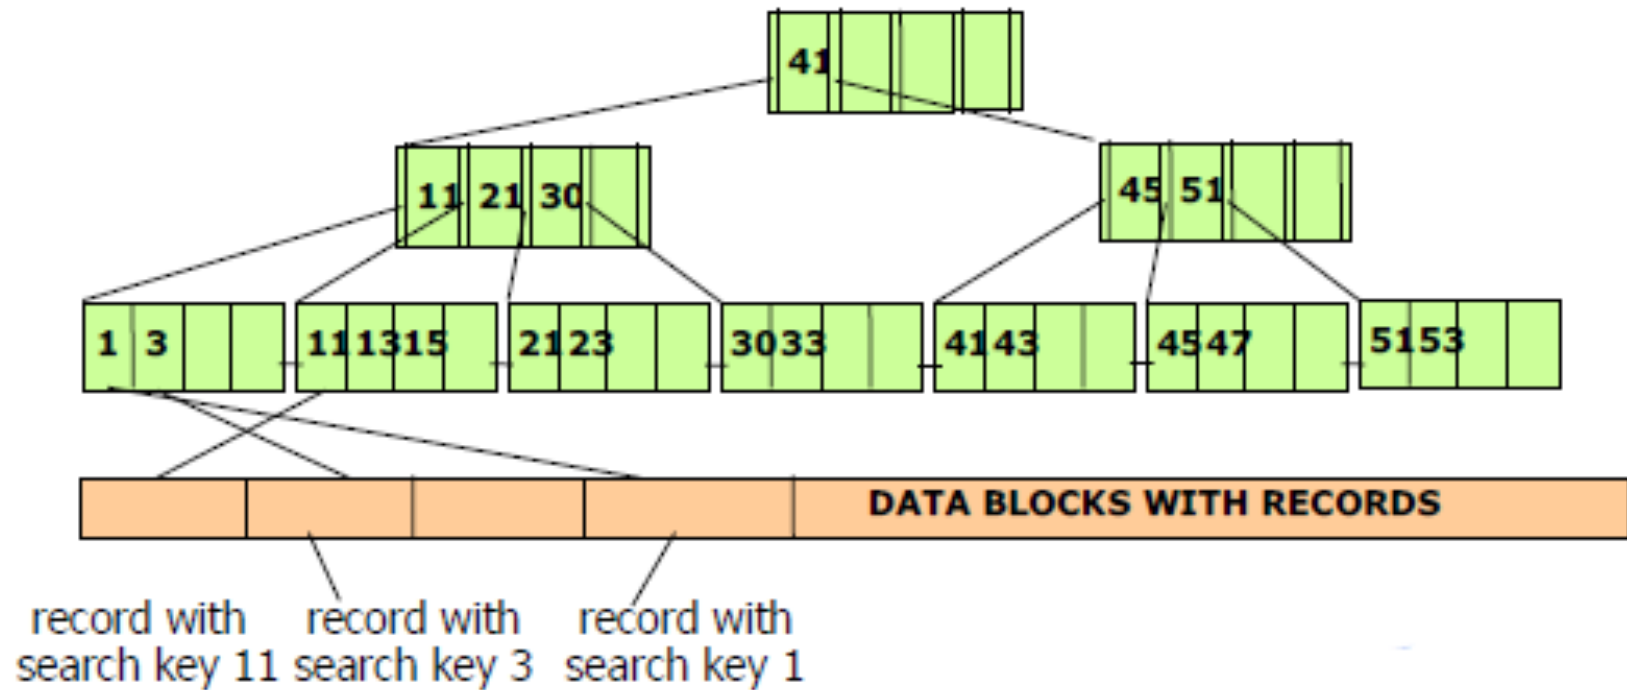 41
11 21 30
45 51
1 3
11 13 15
21 23
30 33
41 43
45 47
51 53
DATA BLOCKS WITH RECORDS
record with
search key 11
record with
search key 3
record with
search key 1